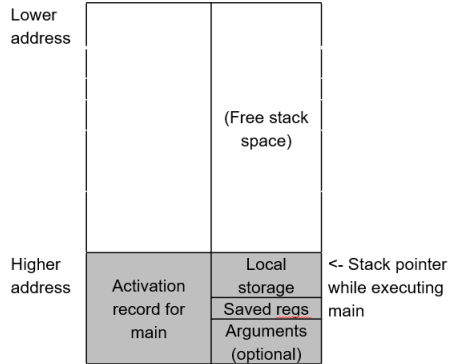 Lower
address
(Free stack
space)
Higher
address
Activation
record for
main
Local
storage
Saved regs
Arguments
(optional)
<- Stack pointer
while executing
main